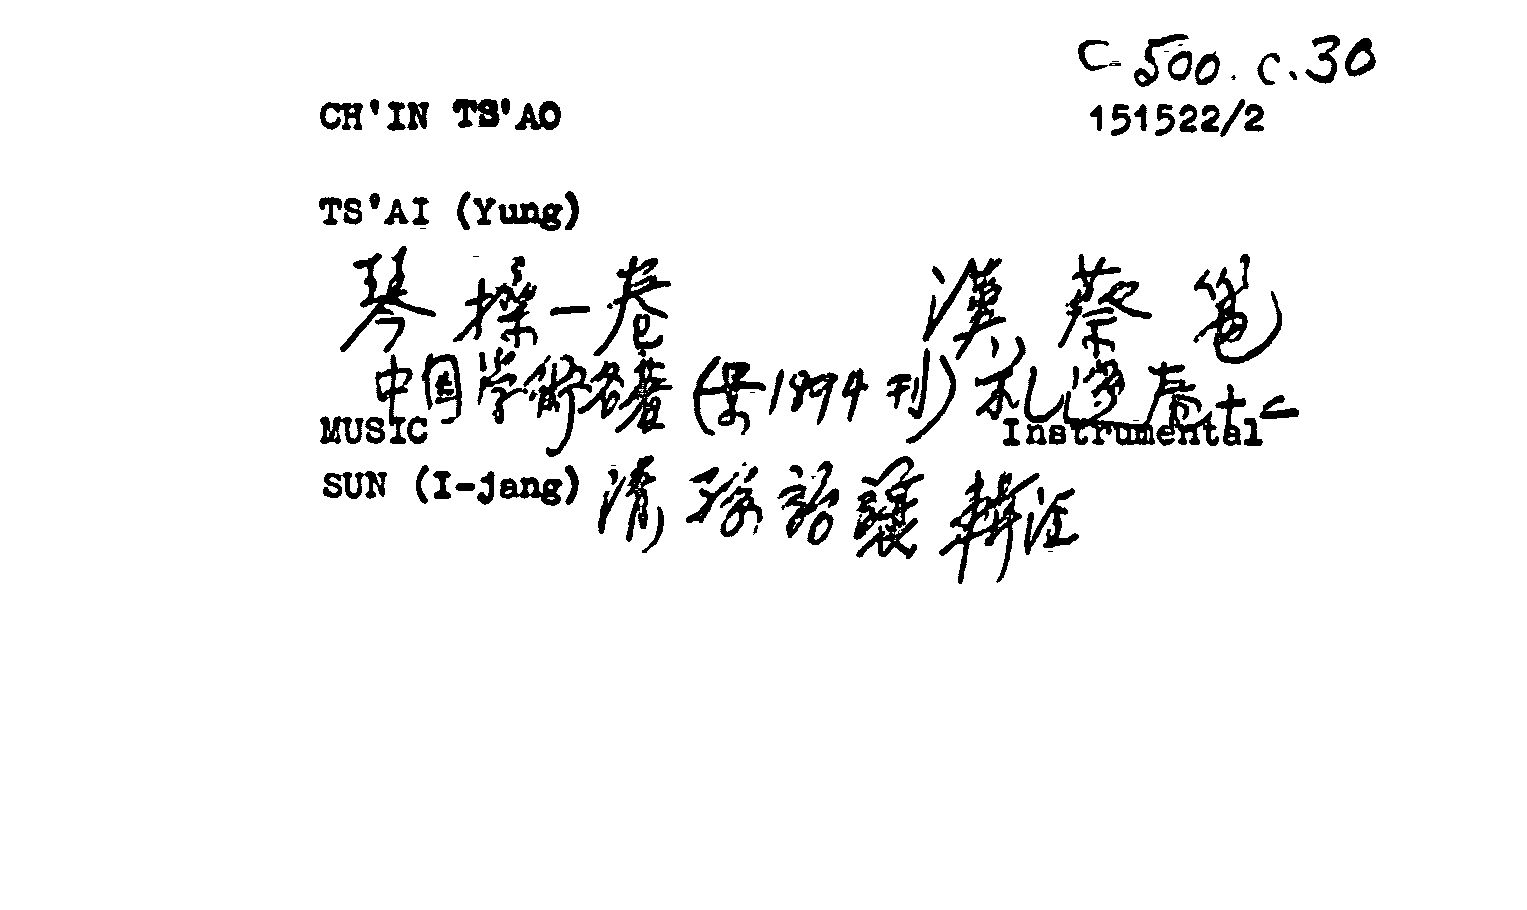 C-500.c.30
CH'IN TS'AO 151522/2
TS'AI (Yung)
琴操一卷 漢 蔡邕
中国学術名著(景1894刊) 札迻卷十二
MUSIC Instrumental
SUN (I-jang) 清 孫詒讓 輯注